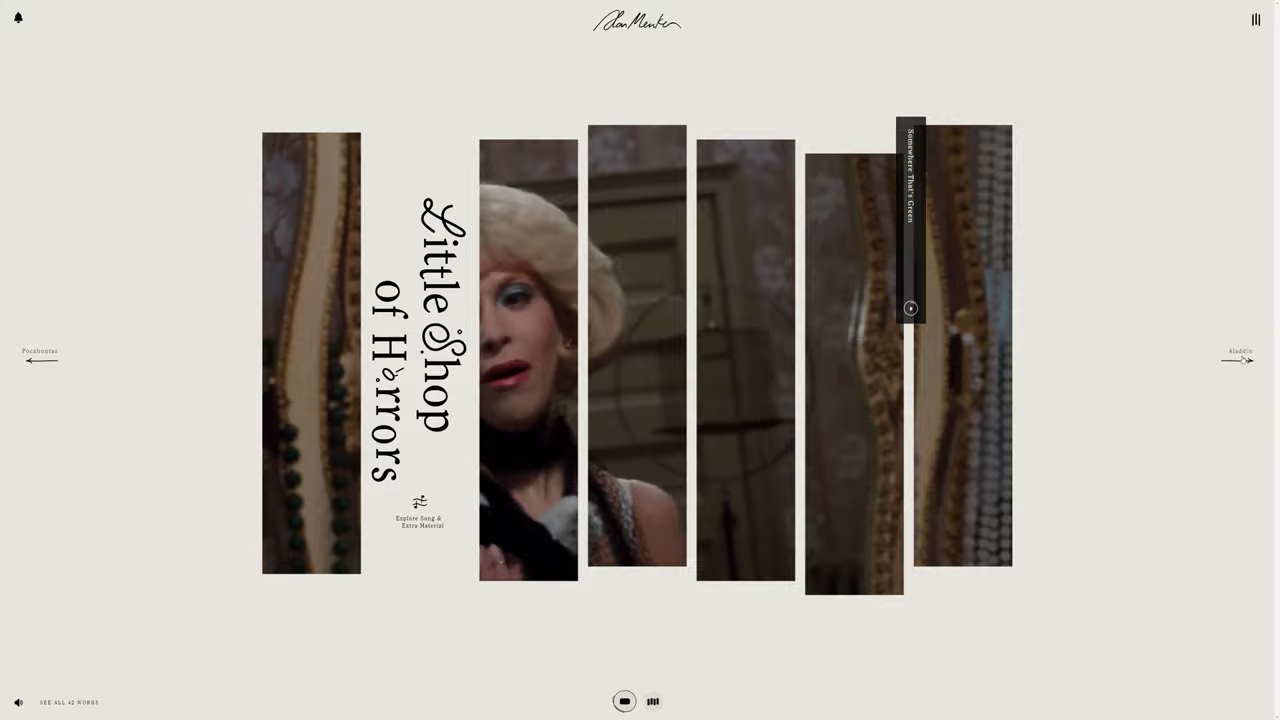 Alan Menken
Somewhere That's Green
Little Shop
of Horrors
Pocahontas
Aladdin
Explore Song &
Extra Material
SEE ALL 42 WORKS